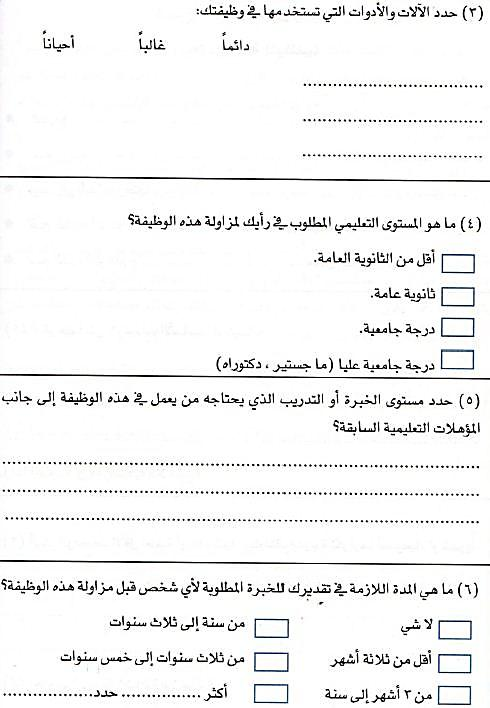 (٣) حدد الآلات والأدوات التي تستخدمها في وظيفتك:
دائماً غالباً أحياناً
..............................
..............................
..............................
(٤) ما هو المستوى التعليمي المطلوب في رأيك لمزاولة هذه الوظيفة؟
أقل من الثانوية العامة.
ثانوية عامة.
درجة جامعية.
درجة جامعية عليا (ماجستير ، دكتوراه)
(٥) حدد مستوى الخبرة أو التدريب الذي يحتاجه من يعمل في هذه الوظيفة إلى جانب
المؤهلات التعليمية السابقة؟
............................................................
............................................................
............................................................
(٦) ما هي المدة اللازمة في تقديرك للخبرة المطلوبة لأي شخص قبل مزاولة هذه الوظيفة؟
لا شي من سنة إلى ثلاث سنوات
أقل من ثلاثة أشهر من ثلاث سنوات إلى خمس سنوات
من ٣ أشهر إلى سنة أكثر ................ حدد....................